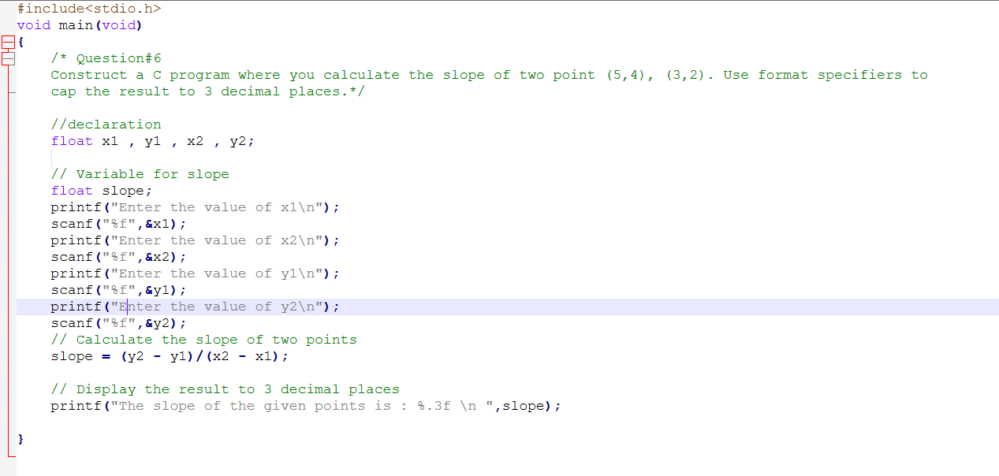 #include<stdio.h>
void main(void)
{
/* Question#6
Construct a C program where you calculate the slope of two point (5,4), (3,2). Use format specifiers to
cap the result to 3 decimal places.*/
//declaration
float x1 , y1 , x2 , y2;
// Variable for slope
float slope;
printf("Enter the value of x1\n");
scanf("%f",&x1);
printf("Enter the value of x2\n");
scanf("%f",&x2);
printf("Enter the value of y1\n");
scanf("%f",&y1);
printf("Enter the value of y2\n");
scanf("%f",&y2);
// Calculate the slope of two points
slope = (y2 - y1)/(x2 - x1);
// Display the result to 3 decimal places
printf("The slope of the given points is : %.3f \n ",slope);
}